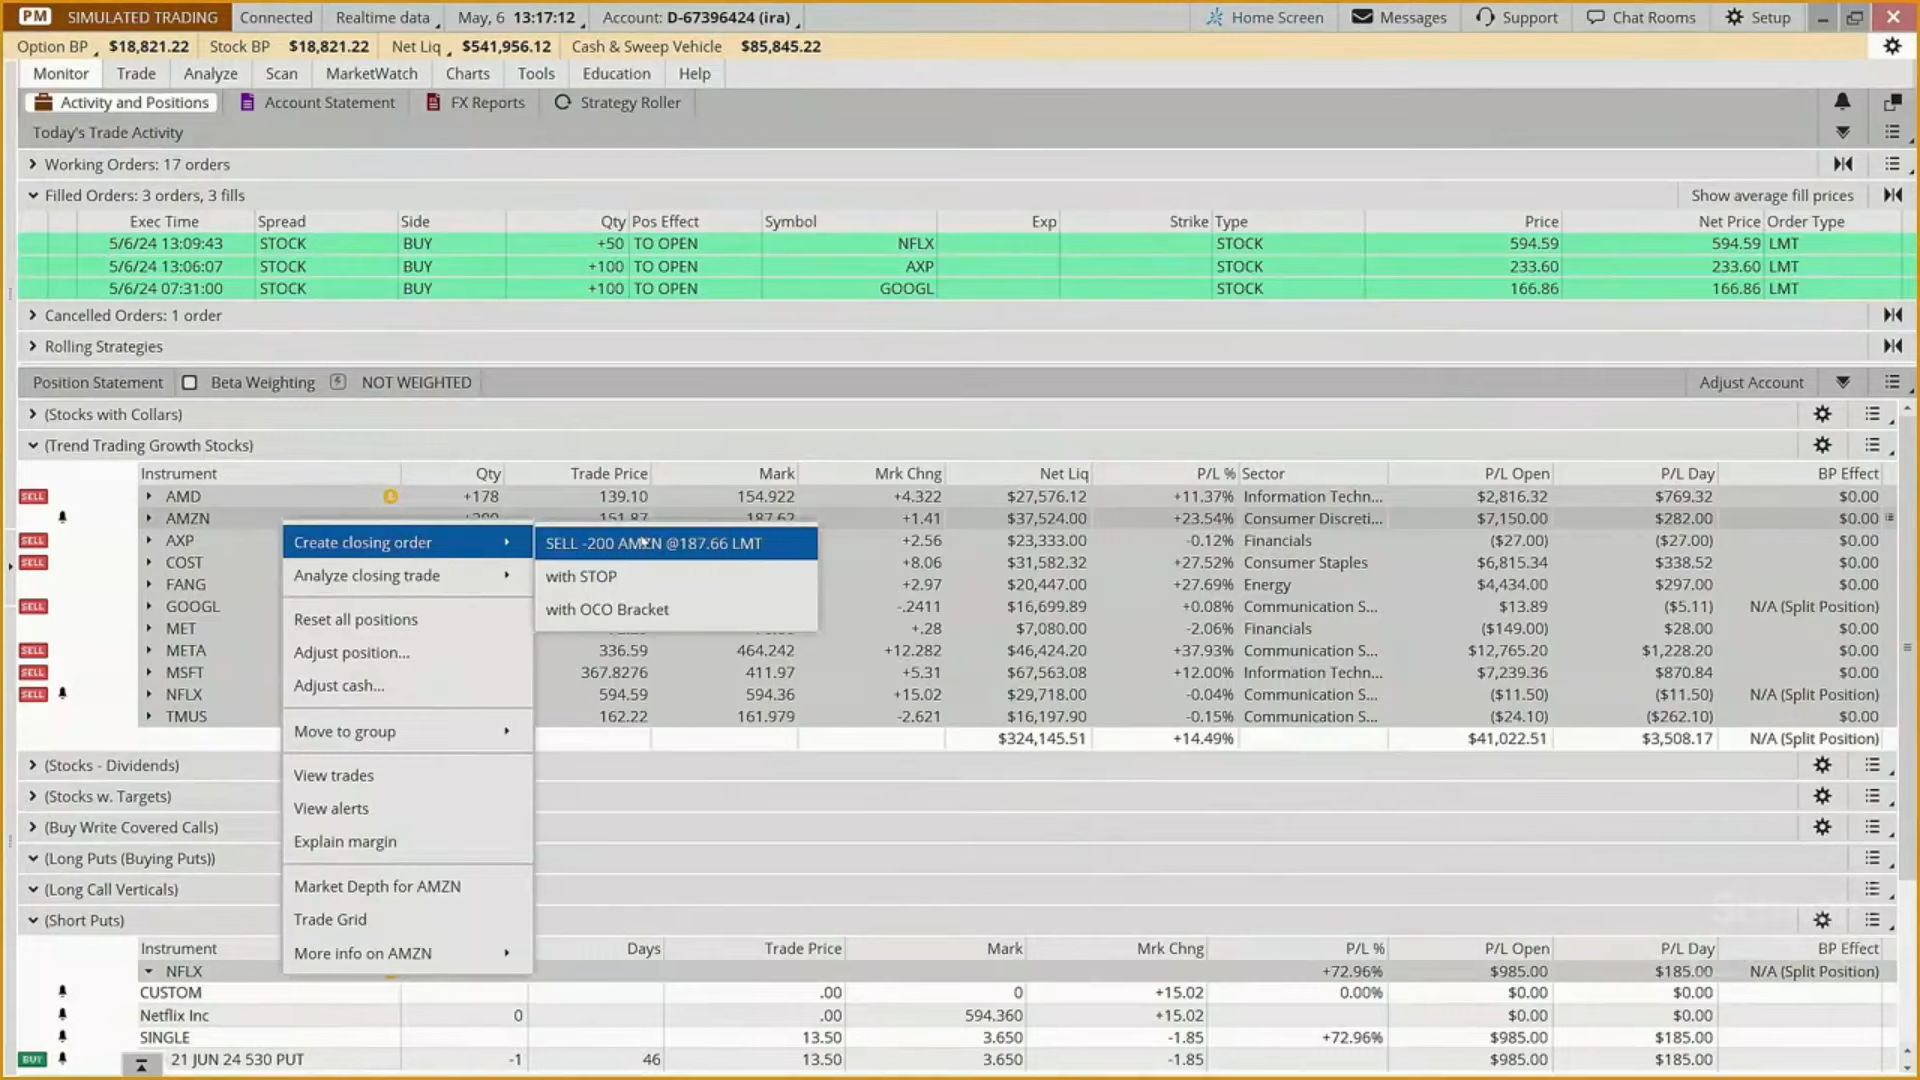 PM SIMULATED TRADING Connected Realtime data May, 6 13:17:12 Account: D-67396424 (ira) Home Screen Messages Support Chat Rooms Setup
Option BP $18,821.22 Stock BP $18,821.22 Net Liq $541,956.12 Cash & Sweep Vehicle $85,845.22
Monitor Trade Analyze Scan MarketWatch Charts Tools Education Help
Activity and Positions Account Statement FX Reports Strategy Roller
Today's Trade Activity
Working Orders: 17 orders
Filled Orders: 3 orders, 3 fills Show average fill prices
Exec Time Spread Side Qty Pos Effect Symbol Exp Strike Type Price Net Price Order Type
5/6/24 13:09:43 STOCK BUY +50 TO OPEN NFLX STOCK 594.59 594.59 LMT
5/6/24 13:06:07 STOCK BUY +100 TO OPEN AXP STOCK 233.60 233.60 LMT
5/6/24 07:31:00 STOCK BUY +100 TO OPEN GOOGL STOCK 166.86 166.86 LMT
Cancelled Orders: 1 order
Rolling Strategies
Position Statement Beta Weighting NOT WEIGHTED Adjust Account
(Stocks with Collars)
(Trend Trading Growth Stocks)
Instrument Qty Trade Price Mark Mrk Chng Net Liq P/L % Sector P/L Open P/L Day BP Effect
SELL AMD +178 139.10 154.922 +4.322 $27,576.12 +11.37% Information Techn... $2,816.32 $769.32 $0.00
AMZN +200 151.87 187.62 +1.41 $37,524.00 +23.54% Consumer Discreti... $7,150.00 $282.00 $0.00
SELL AXP +2.56 $23,333.00 -0.12% Financials ($27.00) ($27.00) $0.00
SELL COST +8.06 $31,582.32 +27.52% Consumer Staples $6,815.34 $338.52 $0.00
FANG +2.97 $20,447.00 +27.69% Energy $4,434.00 $297.00 $0.00
SELL GOOGL -.2411 $16,699.89 +0.08% Communication S... $13.89 ($5.11) N/A (Split Position)
MET +.28 $7,080.00 -2.06% Financials ($149.00) $28.00 $0.00
SELL META 336.59 464.242 +12.282 $46,424.20 +37.93% Communication S... $12,765.20 $1,228.20 $0.00
SELL MSFT 367.8276 411.97 +5.31 $67,563.08 +12.00% Information Techn... $7,239.36 $870.84 $0.00
SELL NFLX 594.59 594.36 +15.02 $29,718.00 -0.04% Communication S... ($11.50) ($11.50) N/A (Split Position)
TMUS 162.22 161.979 -2.621 $16,197.90 -0.15% Communication S... ($24.10) ($262.10) $0.00
$324,145.51 +14.49% $41,022.51 $3,508.17 N/A (Split Position)
Create closing order
Analyze closing trade
Reset all positions
Adjust position...
Adjust cash...
Move to group
View trades
View alerts
Explain margin
Market Depth for AMZN
Trade Grid
More info on AMZN
SELL -200 AMZN @187.66 LMT
with STOP
with OCO Bracket
(Stocks - Dividends)
(Stocks w. Targets)
(Buy Write Covered Calls)
(Long Puts (Buying Puts))
(Long Call Verticals)
(Short Puts)
Instrument Days Trade Price Mark Mrk Chng P/L % P/L Open P/L Day BP Effect
NFLX +72.96% $985.00 $185.00 N/A (Split Position)
CUSTOM .00 0 +15.02 0.00% $0.00 $0.00
Netflix Inc 0 .00 594.360 +15.02 $0.00 $0.00
SINGLE 13.50 3.650 -1.85 +72.96% $985.00 $185.00
BUY 21 JUN 24 530 PUT -1 46 13.50 3.650 -1.85 $985.00 $185.00